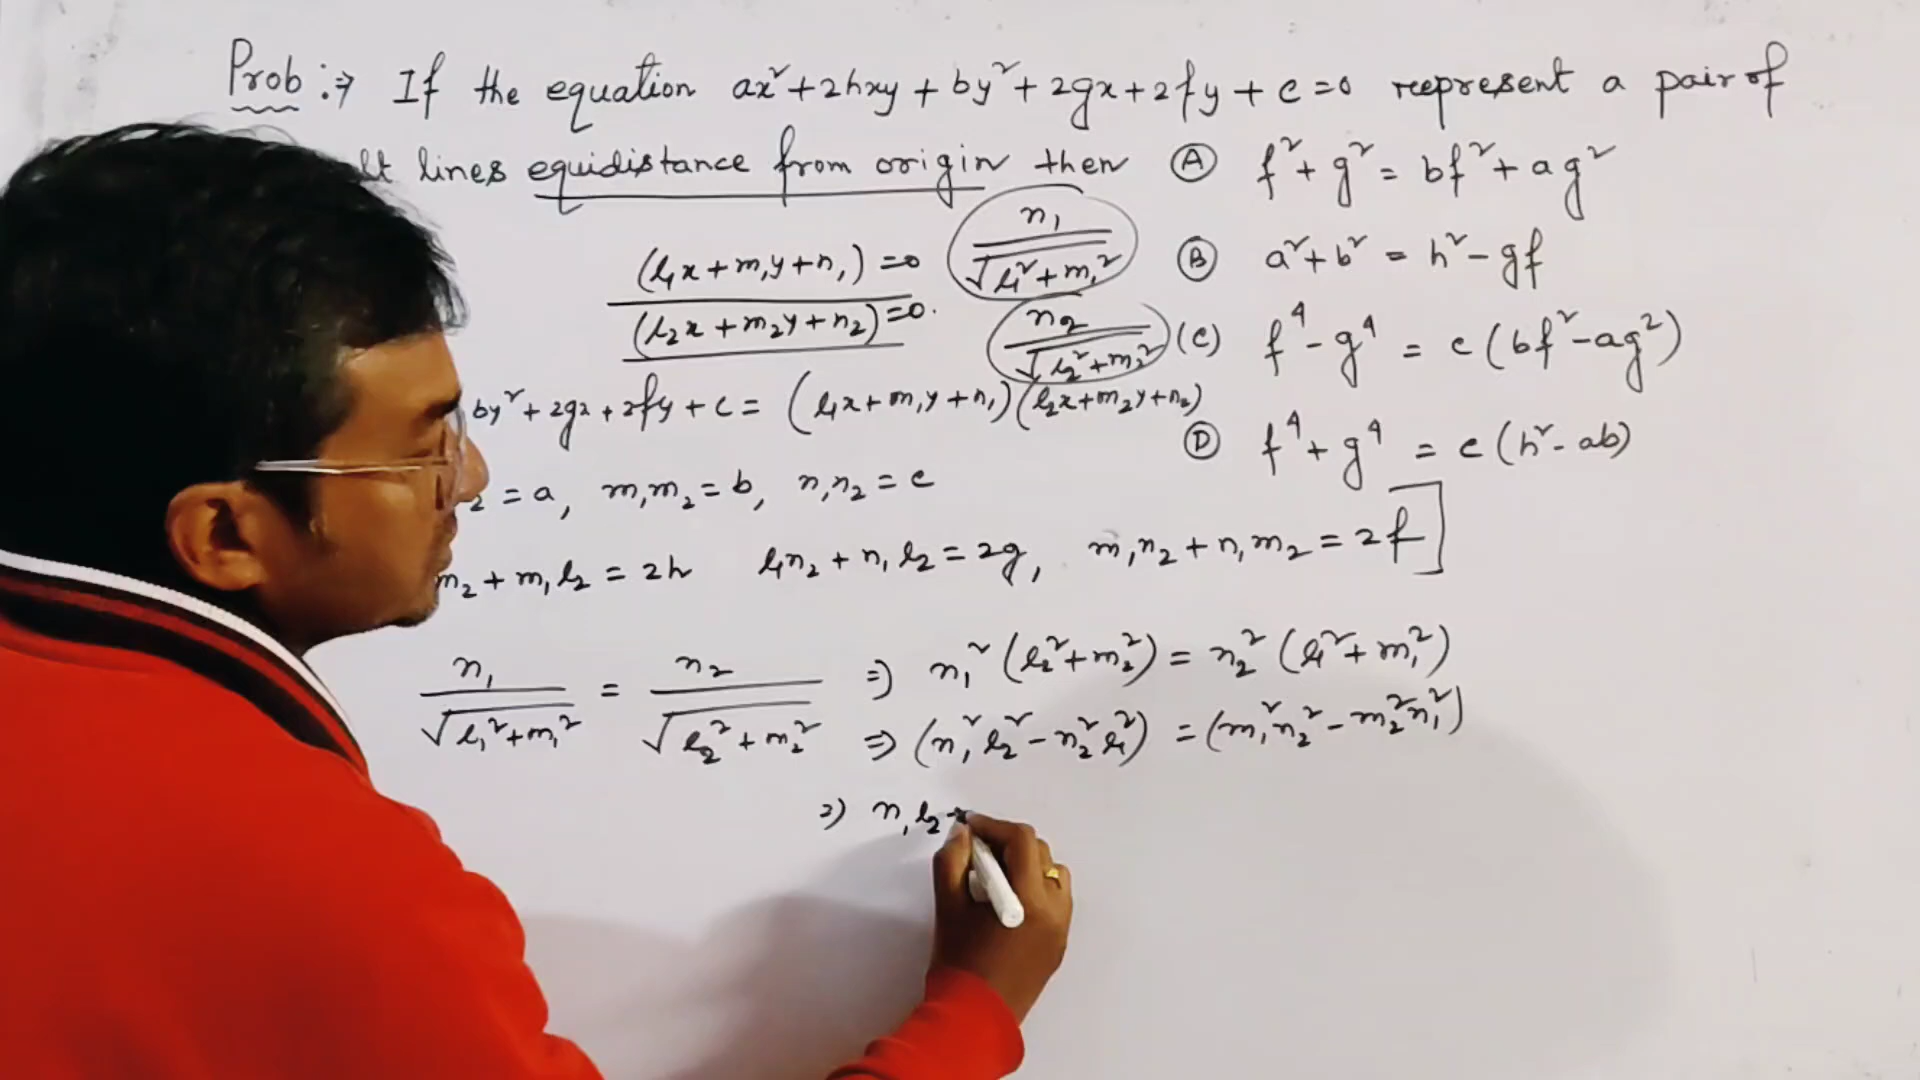 Prob :⇒ If the equation ax²+2hxy+by²+2gx+2fy+c=0 represent a pair of
lines equidistance from origin then (A) f²+g²=bf²+ag²
(l₁x+m₁y+n₁)=0 n₁/√(l₁²+m₁²) (B) a²+b²=h²-gf
(l₂x+m₂y+n₂)=0. n₂/√(l₂²+m₂²) (C) f⁴-g⁴=c(bf²-ag²)
by²+2gx+2fy+c=(l₁x+m₁y+n₁)(l₂x+m₂y+n₂)
(D) f⁴+g⁴=c(h²-ab)
₂=a, m₁m₂=b, n₁n₂=c
m₂+m₁l₂=2h l₁n₂+n₁l₂=2g, m₁n₂+n₁m₂=2f]
n₁/√(l₁²+m₁²) = n₂/√(l₂²+m₂²) ⇒ n₁²(l₂²+m₂²)=n₂²(l₁²+m₁²)
⇒ (n₁²l₂²-n₂²l₁²)=(m₁²n₂²-m₂²n₁²)
⇒ n₁l₂